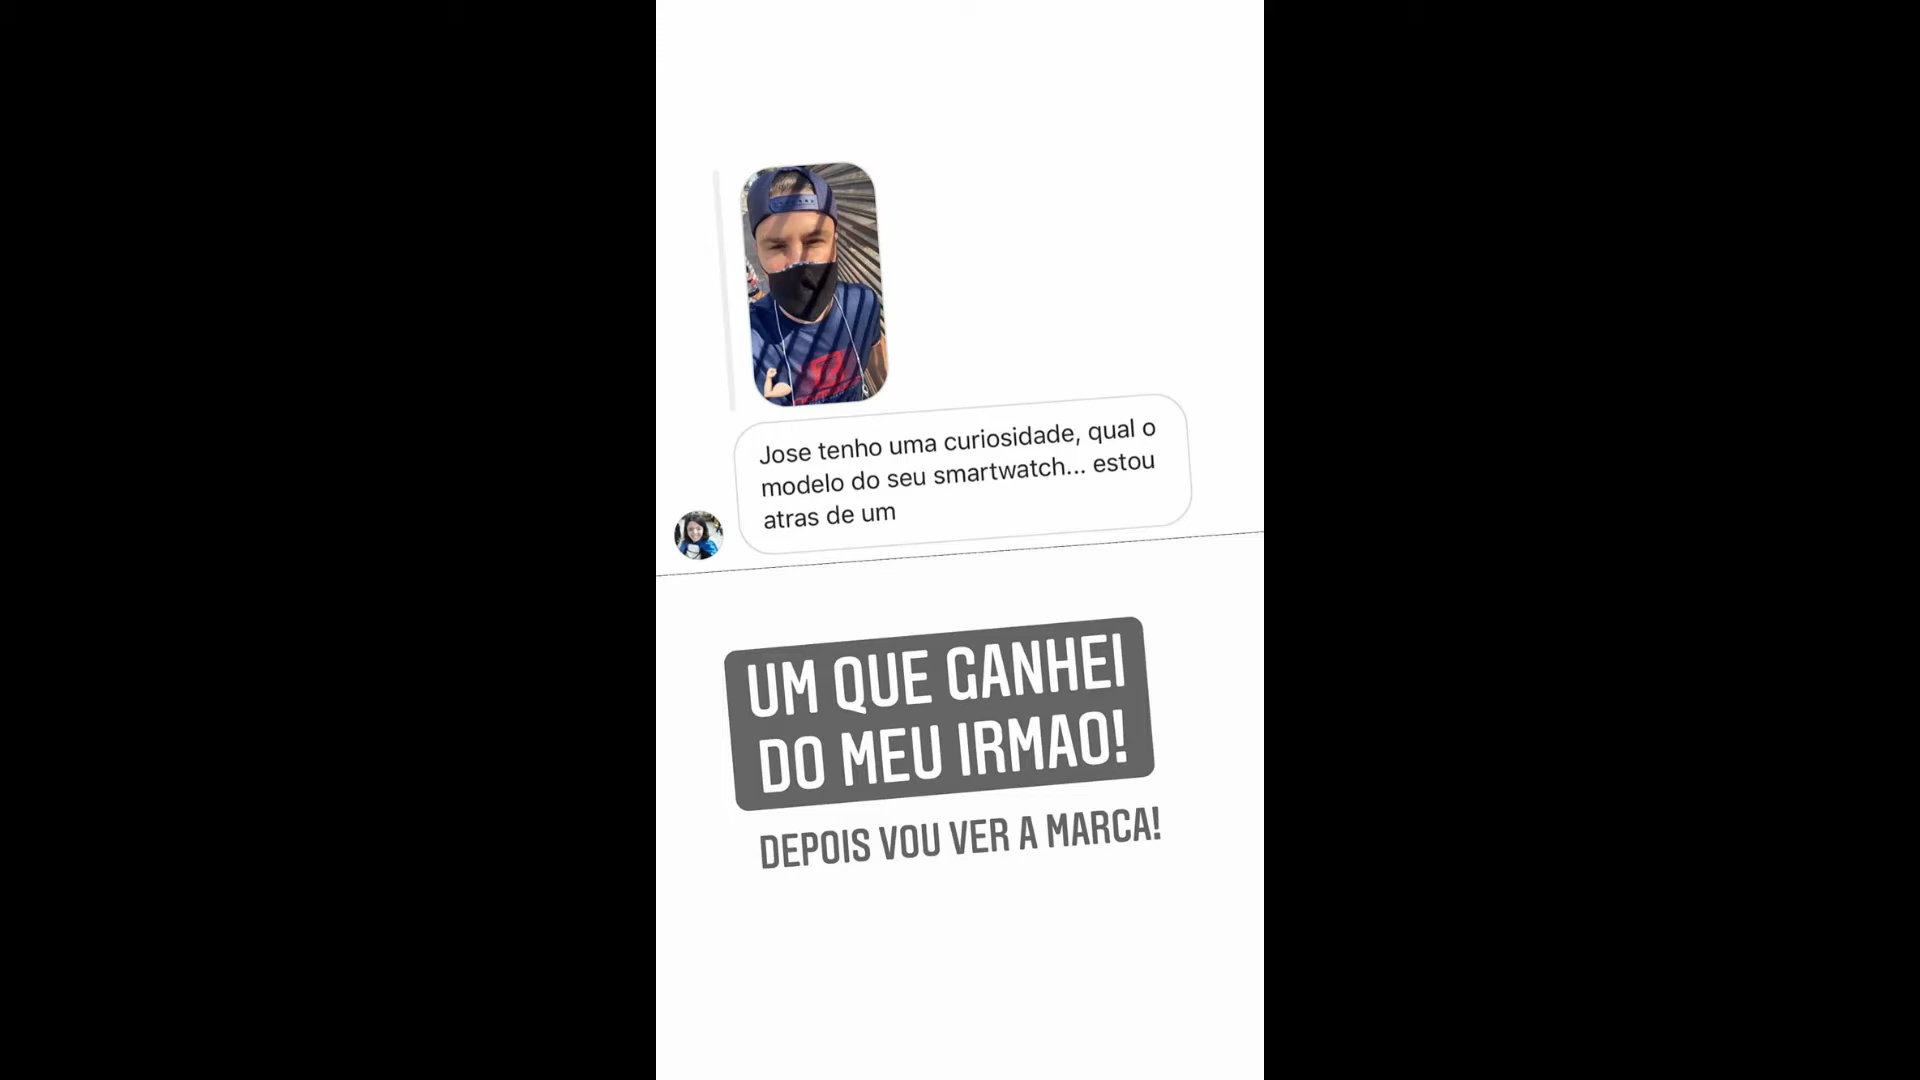 Jose tenho uma curiosidade, qual o
modelo do seu smartwatch... estou
atras de um
UM QUE GANHEI
DO MEU IRMAO!
DEPOIS VOU VER A MARCA!